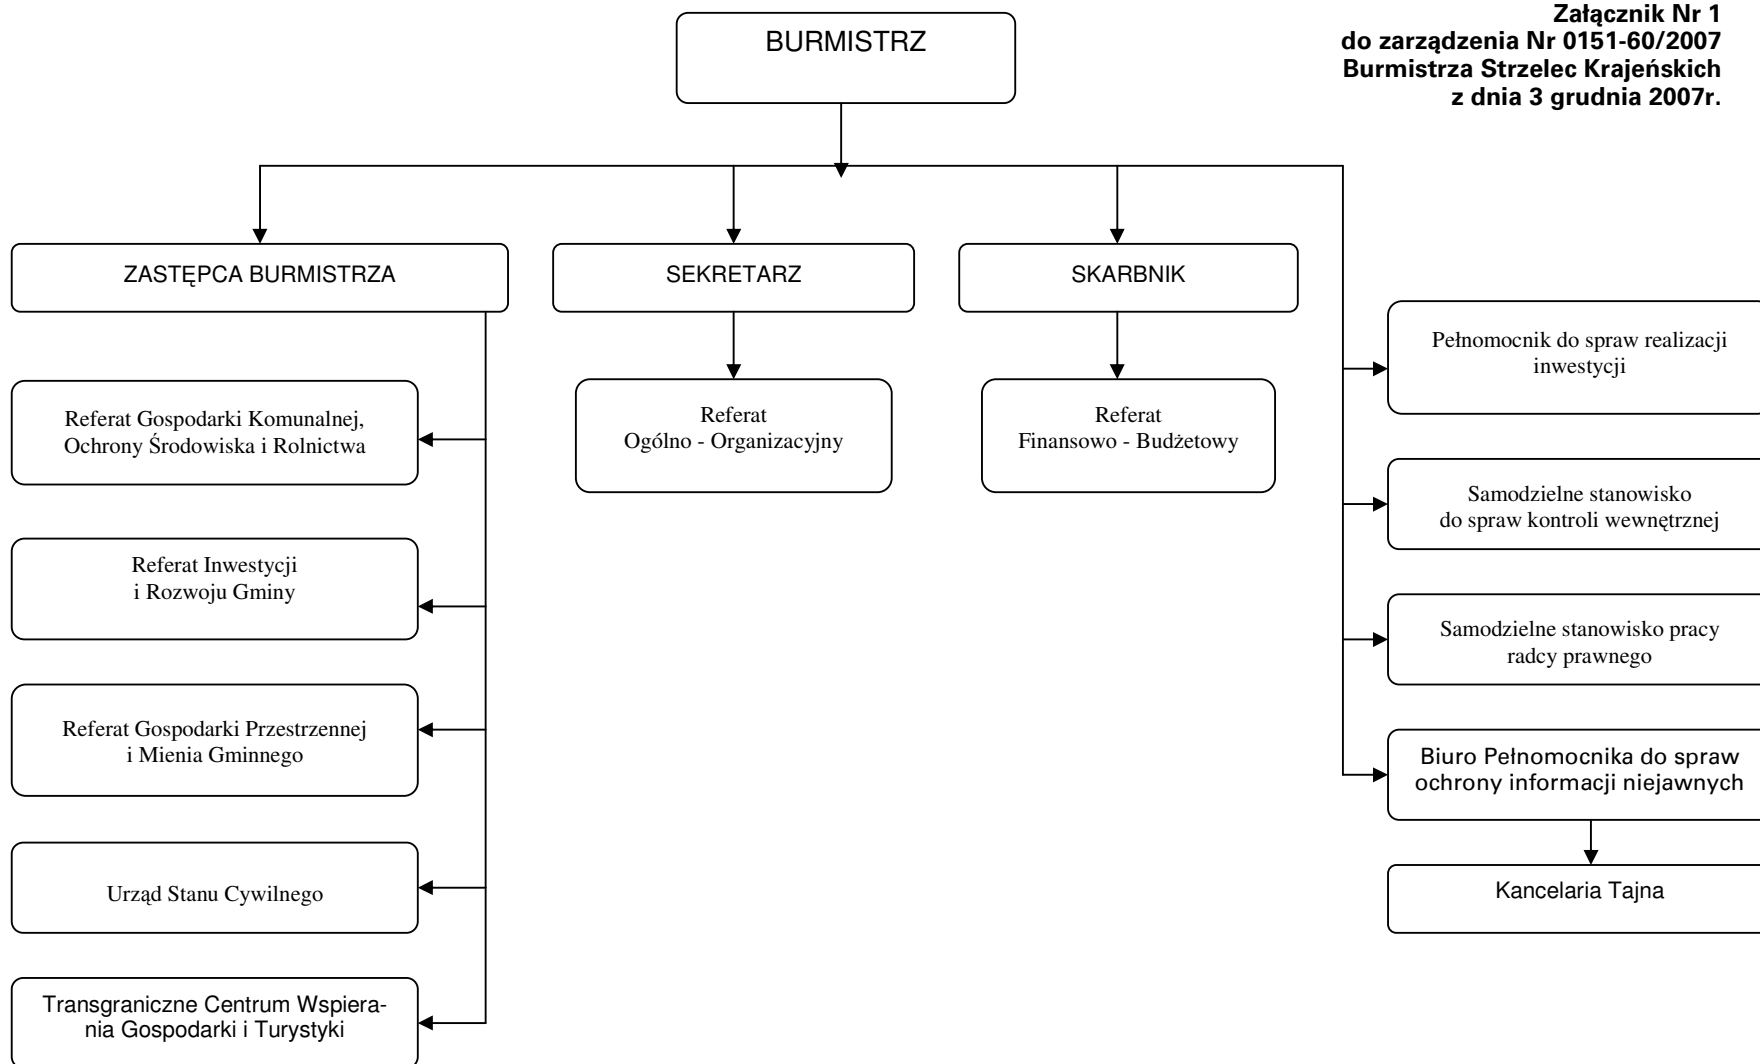 Załącznik Nr 1
do zarządzenia Nr 0151-60/2007
Burmistrza Strzelec Krajeńskich
z dnia 3 grudnia 2007r.
BURMISTRZ
ZASTĘPCA BURMISTRZA
SEKRETARZ
SKARBNIK
Referat Gospodarki Komunalnej,
Ochrony Środowiska i Rolnictwa
Referat Inwestycji
i Rozwoju Gminy
Referat Gospodarki Przestrzennej
i Mienia Gminnego
Urząd Stanu Cywilnego
Transgraniczne Centrum Wspiera-
nia Gospodarki i Turystyki
Referat
Ogólno - Organizacyjny
Referat
Finansowo - Budżetowy
Pełnomocnik do spraw realizacji
inwestycji
Samodzielne stanowisko
do spraw kontroli wewnętrznej
Samodzielne stanowisko pracy
radcy prawnego
Biuro Pełnomocnika do spraw
ochrony informacji niejawnych
Kancelaria Tajna